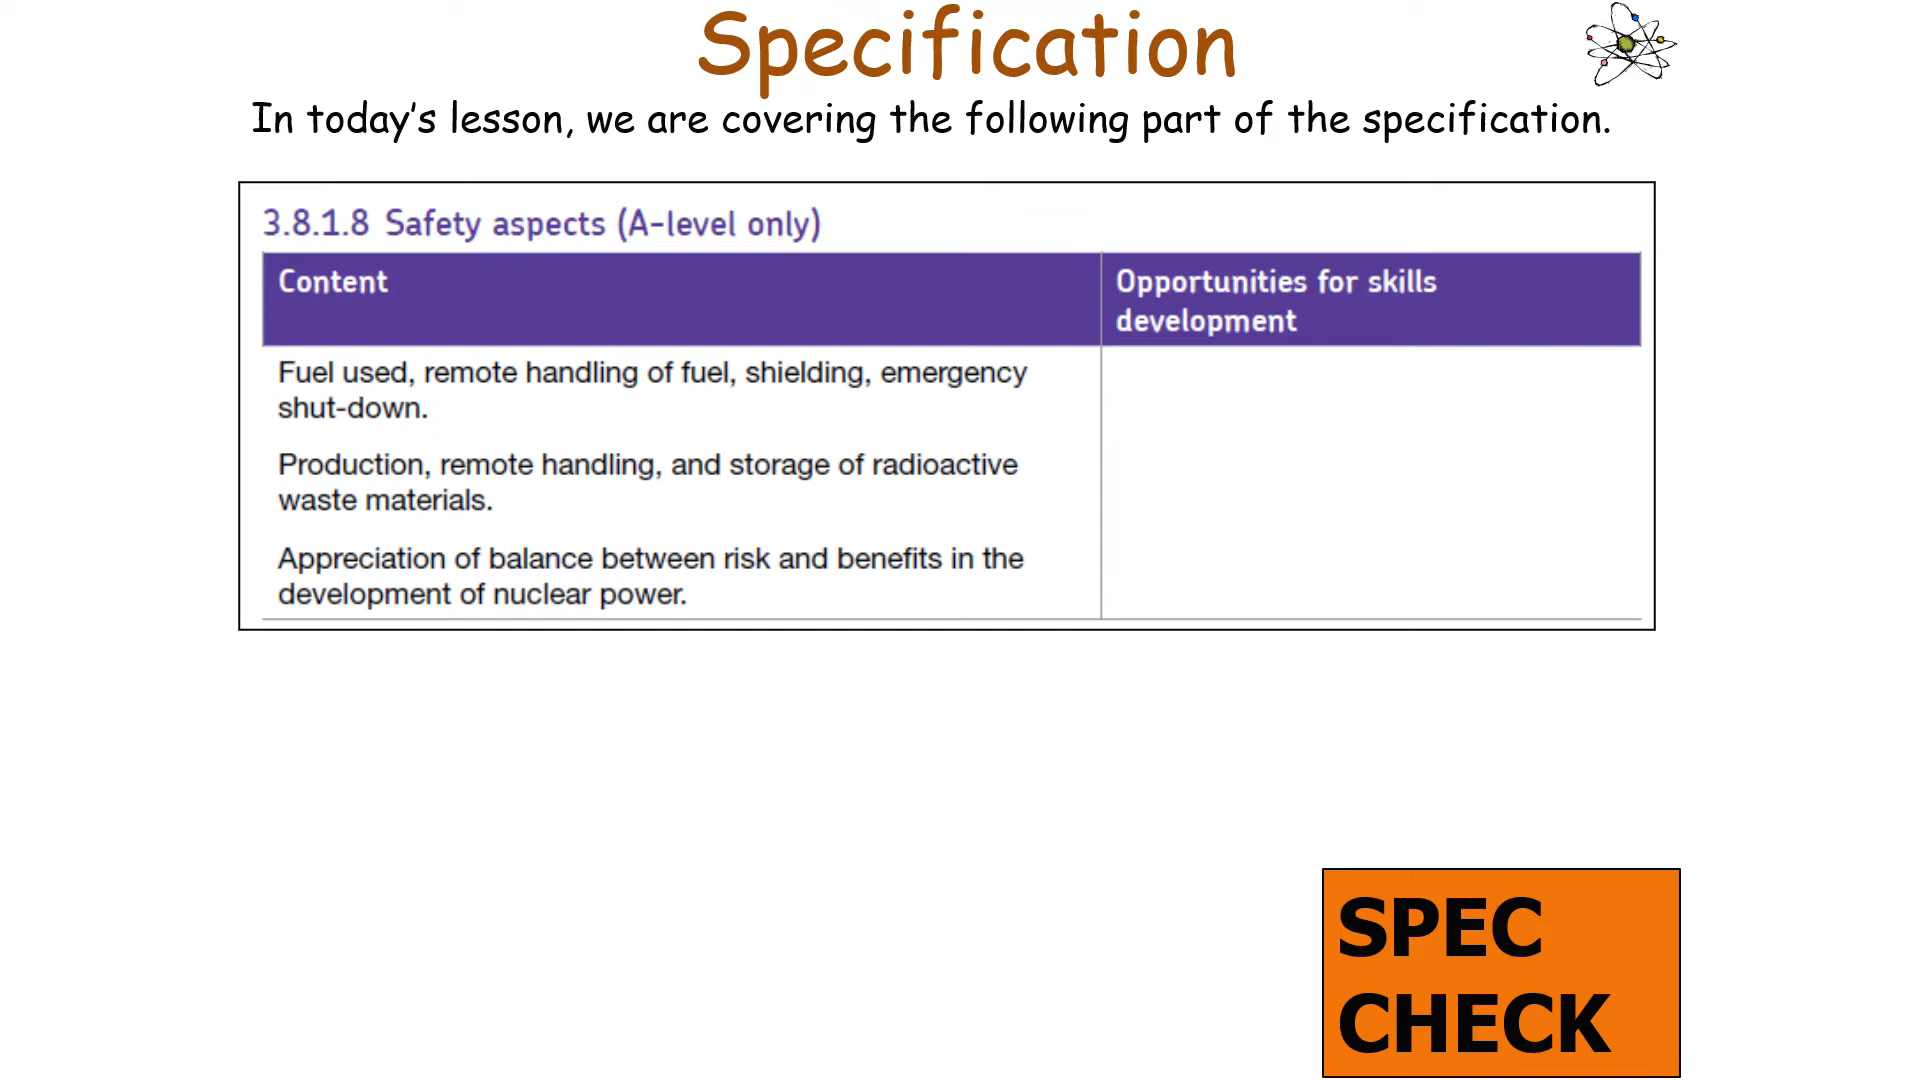 Specification
In today's lesson, we are covering the following part of the specification.
3.8.1.8 Safety aspects (A-level only)
Content
Opportunities for skills
development
Fuel used, remote handling of fuel, shielding, emergency
shut-down.
Production, remote handling, and storage of radioactive
waste materials.
Appreciation of balance between risk and benefits in the
development of nuclear power.
SPEC
CHECK